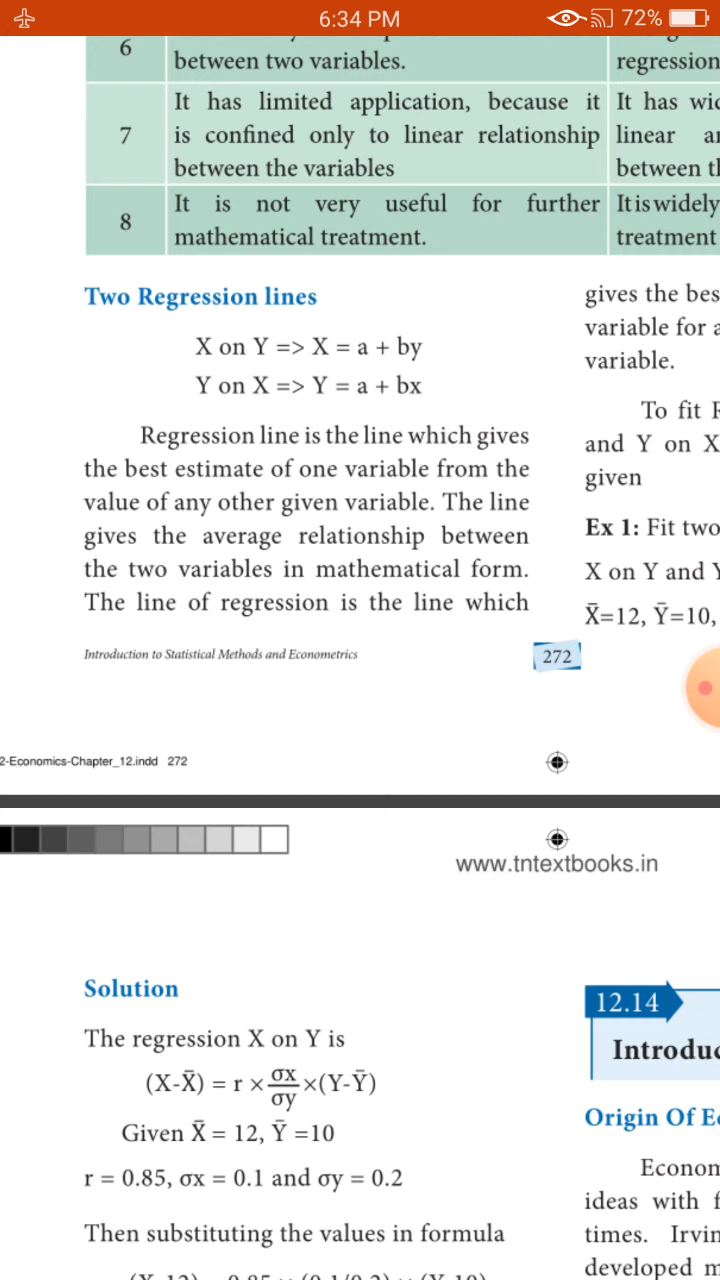 6:34 PM
72%
6
between two variables.
regression
7
It has limited application, because it
is confined only to linear relationship
between the variables
It has wid
linear an
between th
8
It is not very useful for further
mathematical treatment.
It is widely
treatment
Two Regression lines
X on Y => X = a + by
Y on X => Y = a + bx
Regression line is the line which gives
the best estimate of one variable from the
value of any other given variable. The line
gives the average relationship between
the two variables in mathematical form.
The line of regression is the line which
gives the bes
variable for a
variable.
To fit R
and Y on X
given
Ex 1: Fit two
X on Y and Y
X̄=12, Ȳ=10,
Introduction to Statistical Methods and Econometrics
272
2-Economics-Chapter_12.indd 272
www.tntextbooks.in
Solution
The regression X on Y is
(X-X̄) = r × σx/σy ×(Y-Ȳ)
Given X̄ = 12, Ȳ =10
r = 0.85, σx = 0.1 and σy = 0.2
Then substituting the values in formula
12.14
Introduc
Origin Of Ec
Econom
ideas with f
times. Irvin
developed m